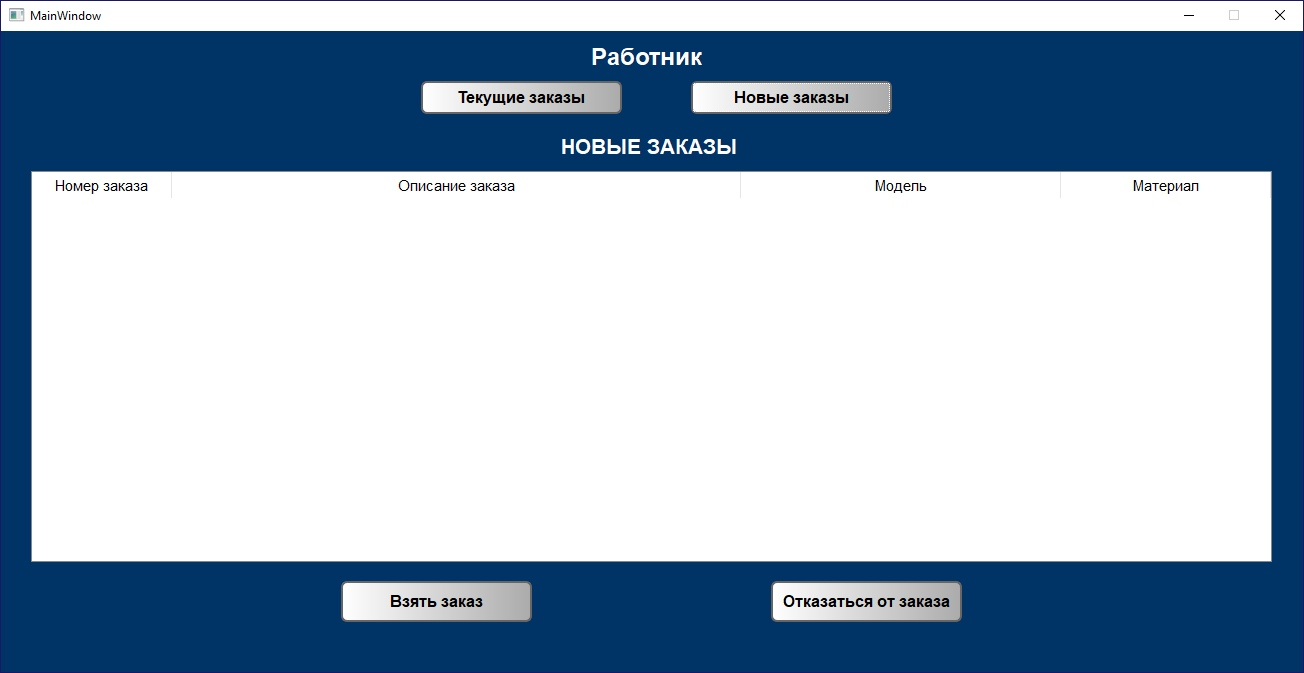 MainWindow
Работник
Текущие заказы Новые заказы
НОВЫЕ ЗАКАЗЫ
Номер заказа Описание заказа Модель Материал
Взять заказ Отказаться от заказа